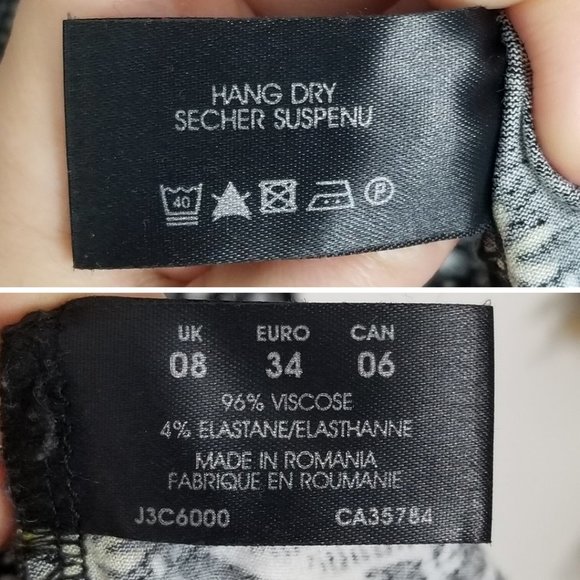 HANG DRY
SECHER SUSPENU
40 P
UK EURO CAN
08 34 06
96% VISCOSE
4% ELASTANE/ELASTHANNE
MADE IN ROMANIA
FABRIQUE EN ROUMANIE
J3C6000 CA35784